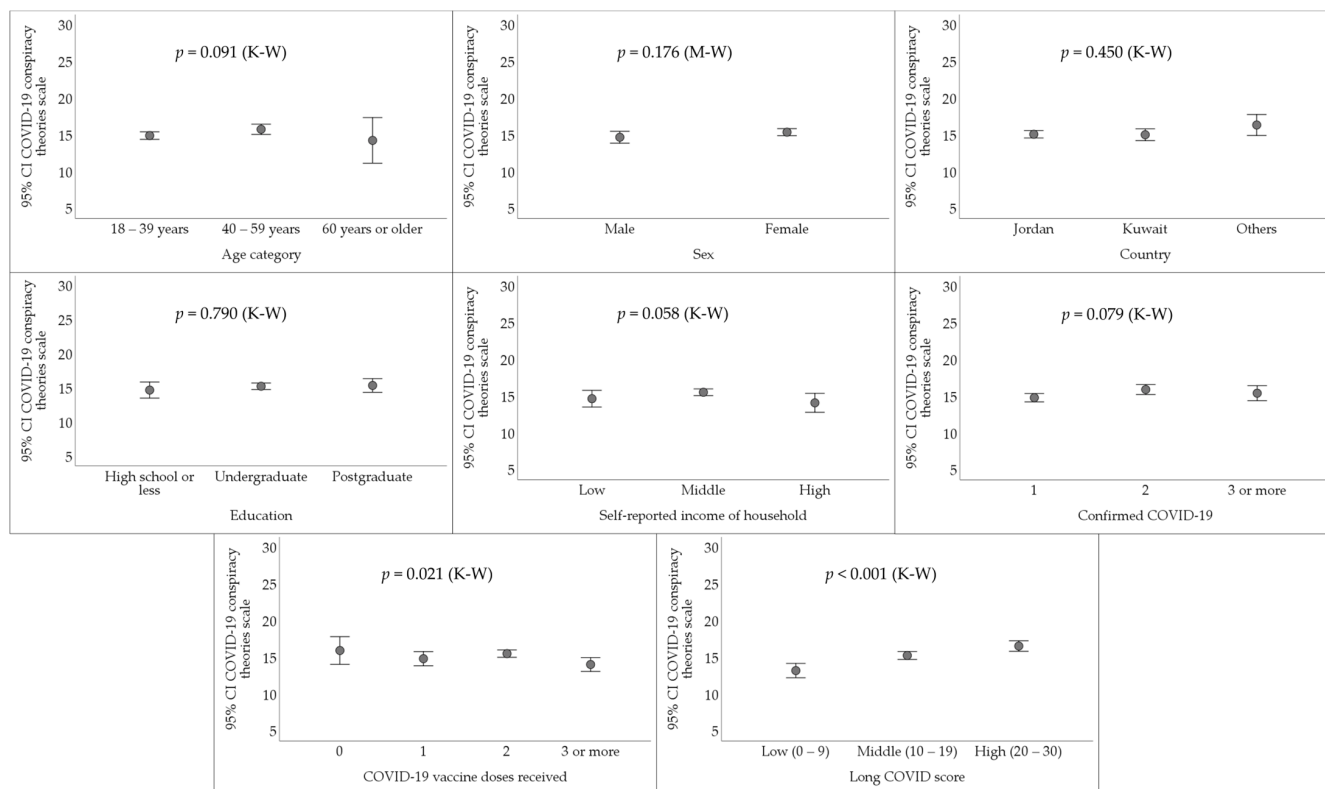 95% CI COVID-19 conspiracy
theories scale
30
25
20
15
10
5
p = 0.091 (K-W)
18 – 39 years
40 – 59 years
60 years or older
Age category
95% CI COVID-19 conspiracy
theories scale
30
25
20
15
10
5
p = 0.176 (M-W)
Male
Female
Sex
95% CI COVID-19 conspiracy
theories scale
30
25
20
15
10
5
p = 0.450 (K-W)
Jordan
Kuwait
Others
Country
95% CI COVID-19 conspiracy
theories scale
30
25
20
15
10
5
p = 0.790 (K-W)
High school or
less
Undergraduate
Postgraduate
Education
95% CI COVID-19 conspiracy
theories scale
30
25
20
15
10
5
p = 0.058 (K-W)
Low
Middle
High
Self-reported income of household
95% CI COVID-19 conspiracy
theories scale
30
25
20
15
10
5
p = 0.079 (K-W)
1
2
3 or more
Confirmed COVID-19
95% CI COVID-19 conspiracy
theories scale
30
25
20
15
10
5
p = 0.021 (K-W)
0
1
2
3 or more
COVID-19 vaccine doses received
95% CI COVID-19 conspiracy
theories scale
30
25
20
15
10
5
p < 0.001 (K-W)
Low (0 – 9)
Middle (10 – 19)
High (20 – 30)
Long COVID score